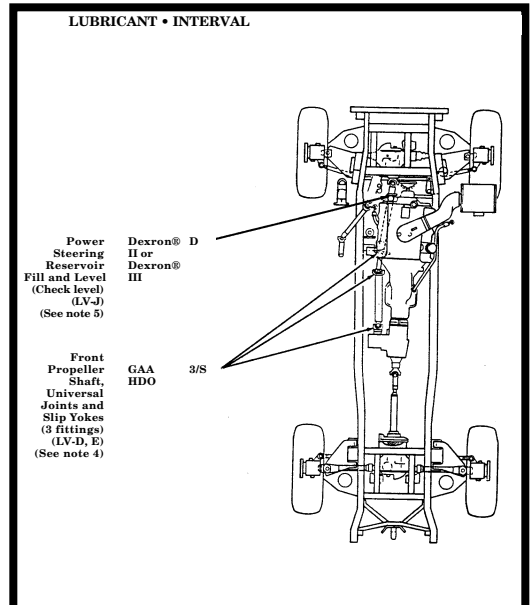 LUBRICANT • INTERVAL
Power Dexron® D
Steering II or
Reservoir Dexron®
Fill and Level III
(Check level)
(LV-J)
(See note 5)
Front
Propeller GAA 3/S
Shaft, HDO
Universal
Joints and
Slip Yokes
(3 fittings)
(LV-D, E)
(See note 4)